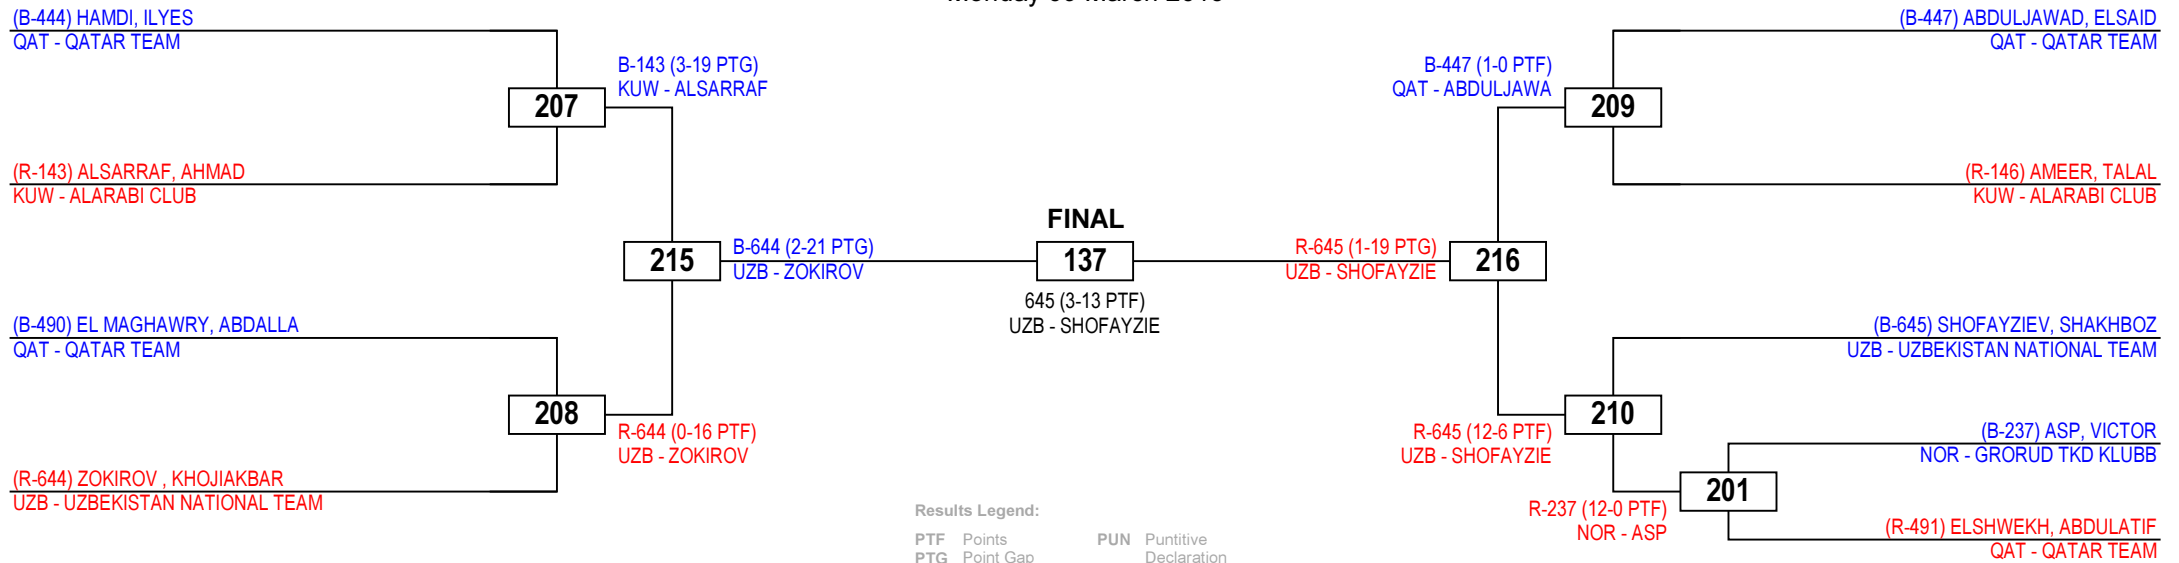 (B-444) HAMDI, ILYES
QAT - QATAR TEAM
B-143 (3-19 PTG)
KUW - ALSARRAF
207
(R-143) ALSARRAF, AHMAD
KUW - ALARABI CLUB
215
B-644 (2-21 PTG)
UZB - ZOKIROV
(B-490) EL MAGHAWRY, ABDALLA
QAT - QATAR TEAM
208
R-644 (0-16 PTF)
UZB - ZOKIROV
(R-644) ZOKIROV , KHOJIAKBAR
UZB - UZBEKISTAN NATIONAL TEAM
FINAL
137
645 (3-13 PTF)
UZB - SHOFAYZIE
(B-447) ABDULJAWAD, ELSAID
QAT - QATAR TEAM
B-447 (1-0 PTF)
QAT - ABDULJAWA
209
(R-146) AMEER, TALAL
KUW - ALARABI CLUB
R-645 (1-19 PTG)
UZB - SHOFAYZIE
216
(B-645) SHOFAYZIEV, SHAKHBOZ
UZB - UZBEKISTAN NATIONAL TEAM
210
R-645 (12-6 PTF)
UZB - SHOFAYZIE
(B-237) ASP, VICTOR
NOR - GRORUD TKD KLUBB
201
R-237 (12-0 PTF)
NOR - ASP
(R-491) ELSHWEKH, ABDULATIF
QAT - QATAR TEAM
Results Legend:
PTF Points PUN Puntitive
PTG Point Gap Declaration